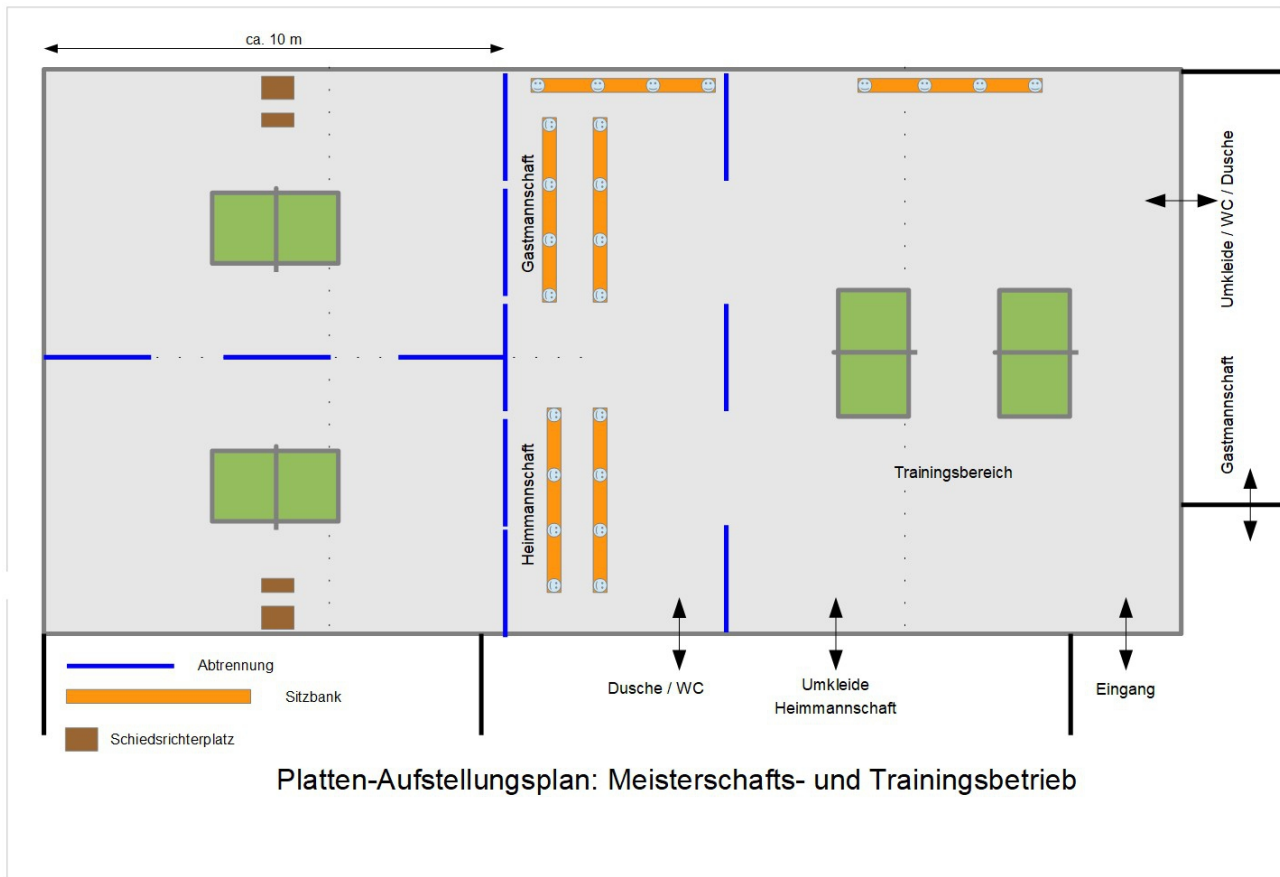 ca. 10 m
Gastmannschaft
Heimmannschaft
Trainingsbereich
Umkleide / WC / Dusche
Gastmannschaft
Dusche / WC
Umkleide
Heimmannschaft
Eingang
Abtrennung
Sitzbank
Schiedsrichterplatz
Platten-Aufstellungsplan: Meisterschafts- und Trainingsbetrieb